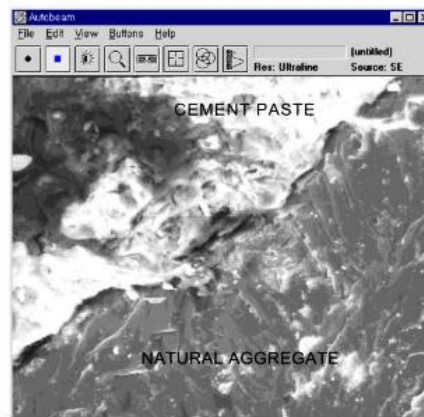 Autobeam
File Edit View Buttons Help
(untitled)
Res: Ultrafine Source: SE
CEMENT PASTE
NATURAL AGGREGATE